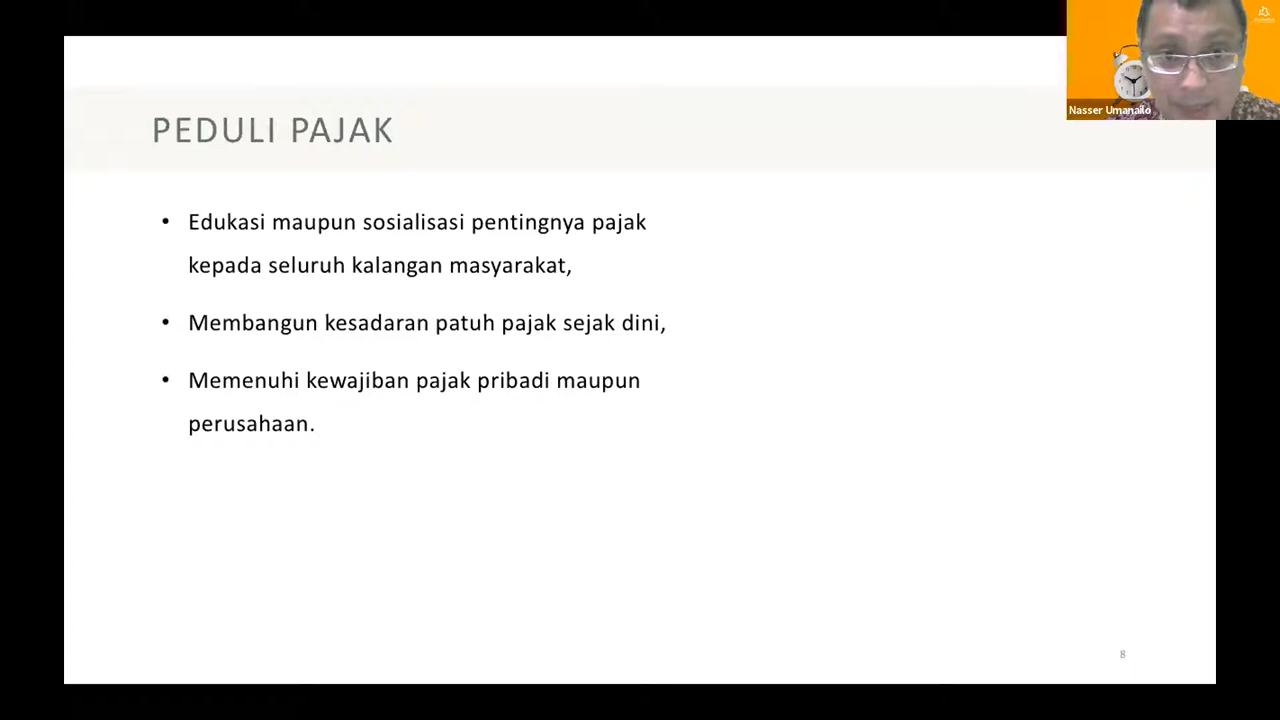 PEDULI PAJAK
• Edukasi maupun sosialisasi pentingnya pajak
kepada seluruh kalangan masyarakat,
• Membangun kesadaran patuh pajak sejak dini,
• Memenuhi kewajiban pajak pribadi maupun
perusahaan.
Nasser Umanailo
8